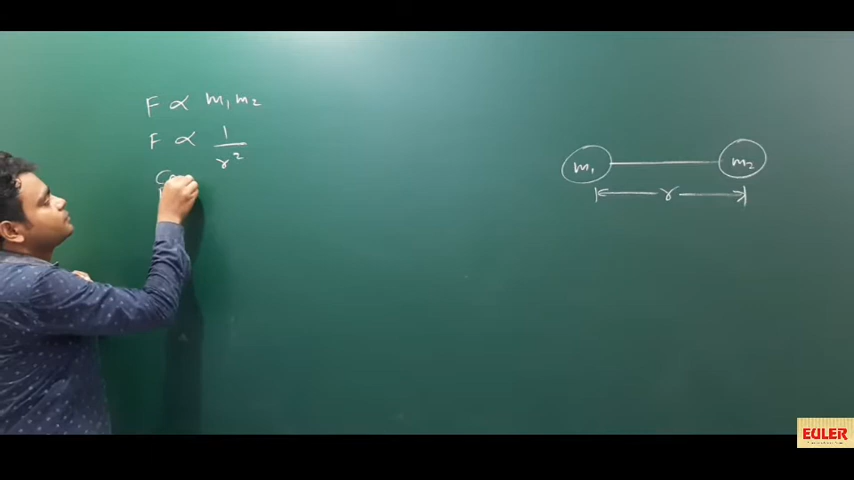 F ∝ m₁m₂
F ∝ 1/r²
m₁ m₂
r
EULER